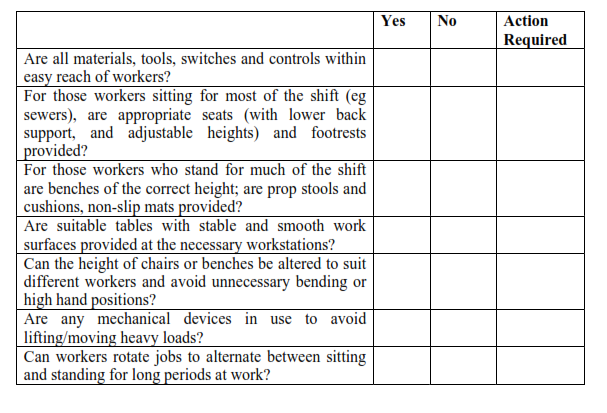 Yes No Action
Required
Are all materials, tools, switches and controls within
easy reach of workers?
For those workers sitting for most of the shift (eg
sewers), are appropriate seats (with lower back
support, and adjustable heights) and footrests
provided?
For those workers who stand for much of the shift
are benches of the correct height; are prop stools and
cushions, non-slip mats provided?
Are suitable tables with stable and smooth work
surfaces provided at the necessary workstations?
Can the height of chairs or benches be altered to suit
different workers and avoid unnecessary bending or
high hand positions?
Are any mechanical devices in use to avoid
lifting/moving heavy loads?
Can workers rotate jobs to alternate between sitting
and standing for long periods at work?